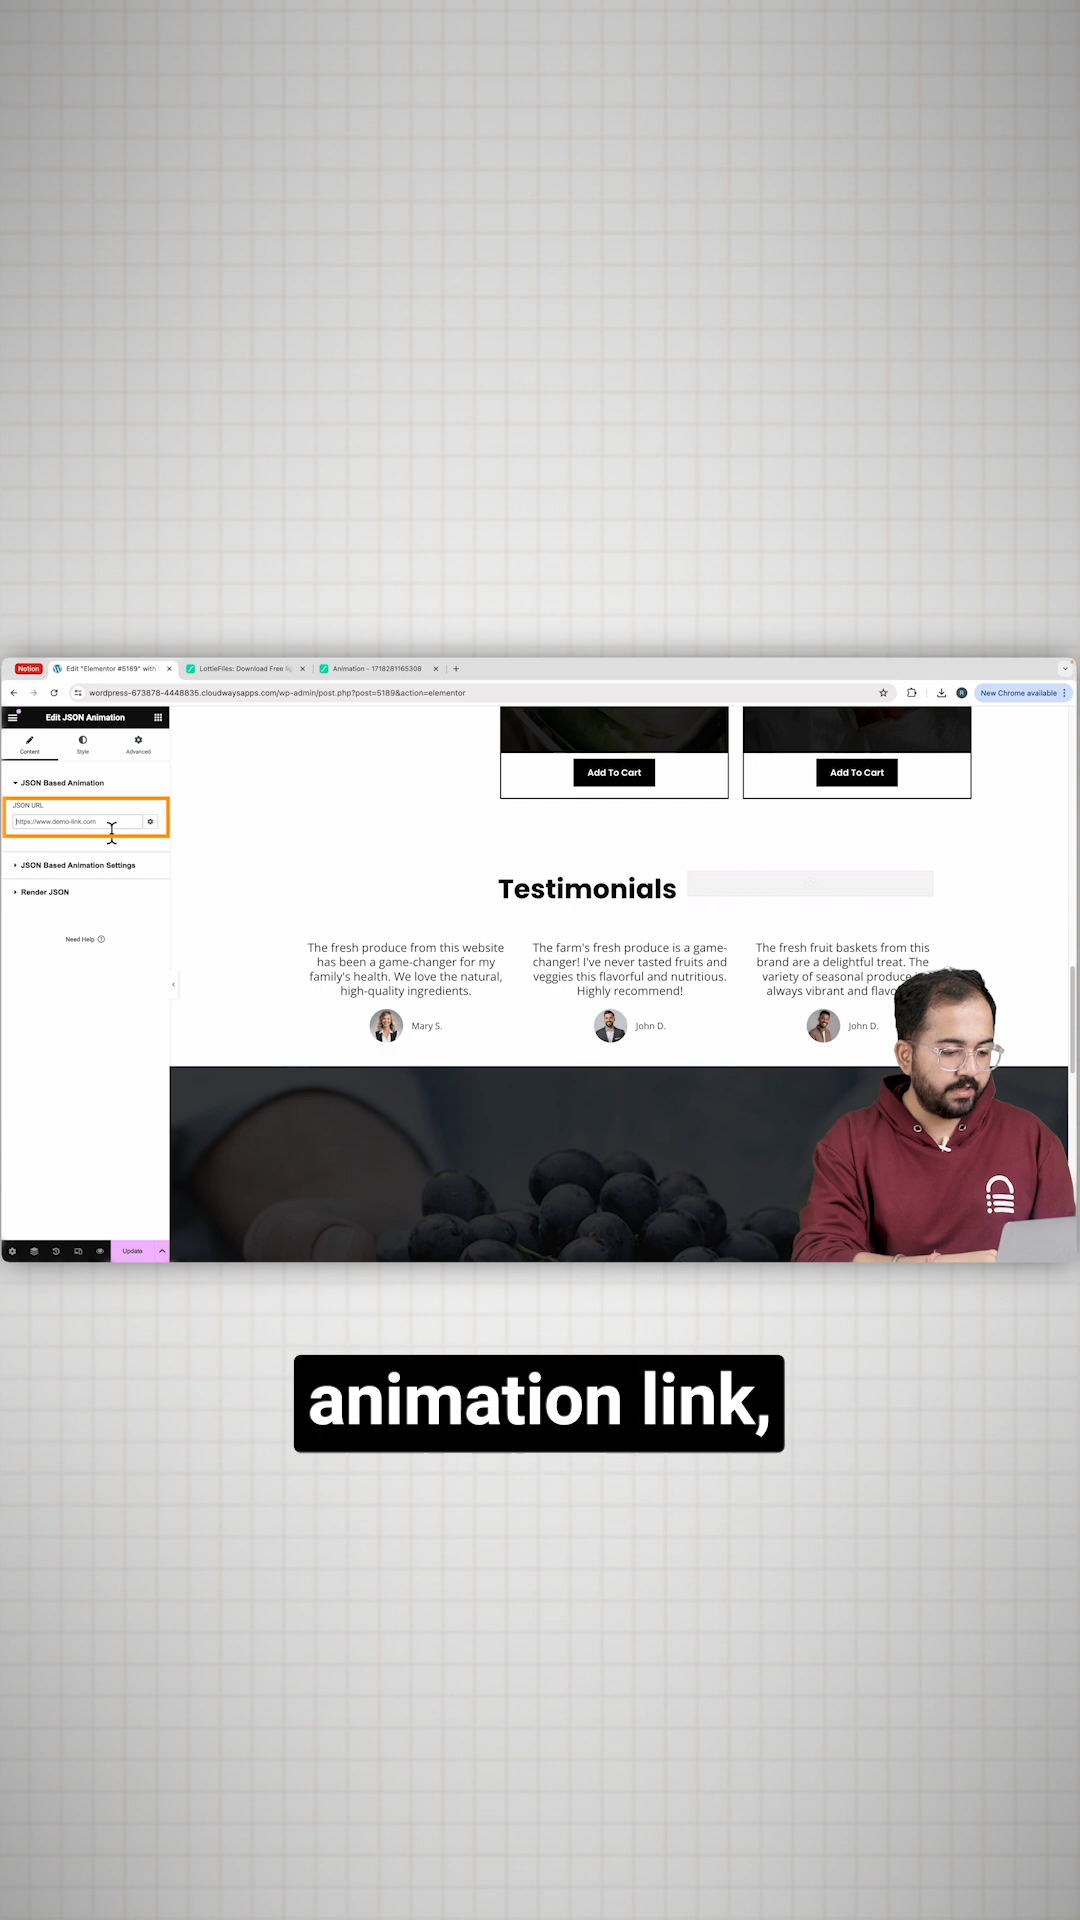 Notion
Edit "Elementor #5189" with
LottieFiles: Download Free
Animation - 1718281165308
wordpress-673878-4448835.cloudwaysapps.com/wp-admin/post.php?post=5189&action=elementor
R
New Chrome available
Edit JSON Animation
Content
Style
Advanced
JSON Based Animation
JSON URL
https://www.demo-link.com
JSON Based Animation Settings
Render JSON
Need Help
Update
Add To Cart
Add To Cart
Testimonials
The fresh produce from this website
has been a game-changer for my
family's health. We love the natural,
high-quality ingredients.
Mary S.
The farm's fresh produce is a game-
changer! I've never tasted fruits and
veggies this flavorful and nutritious.
Highly recommend!
John D.
The fresh fruit baskets from this
brand are a delightful treat. The
variety of seasonal produce
always vibrant and
John D.
animation link,